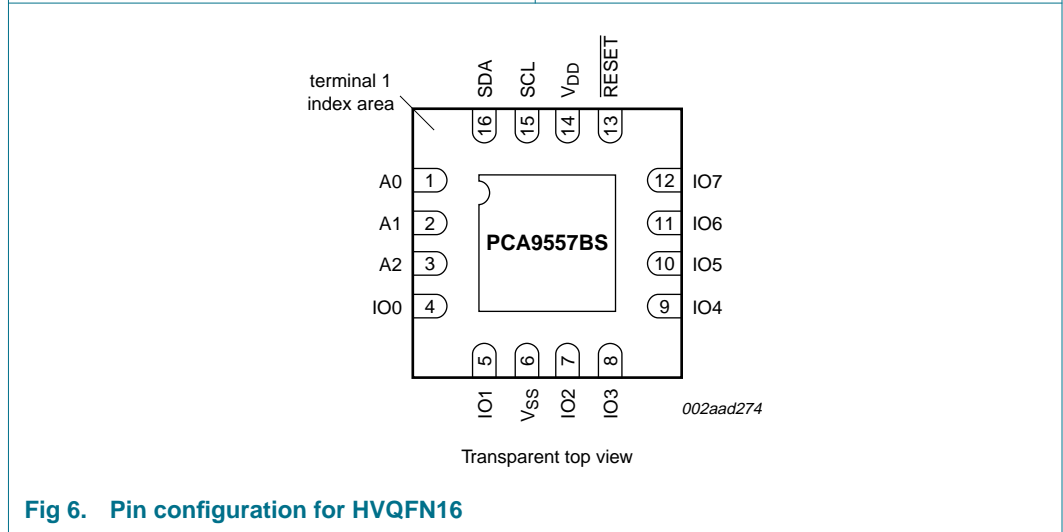 terminal 1
index area
SDA
SCL
VDD
RESET
16
15
14
13
A0 1
12 IO7
A1 2
11 IO6
PCA9557BS
A2 3
10 IO5
IO0 4
9 IO4
5
6
7
8
IO1
VSS
IO2
IO3
002aad274
Transparent top view
Fig 6. Pin configuration for HVQFN16